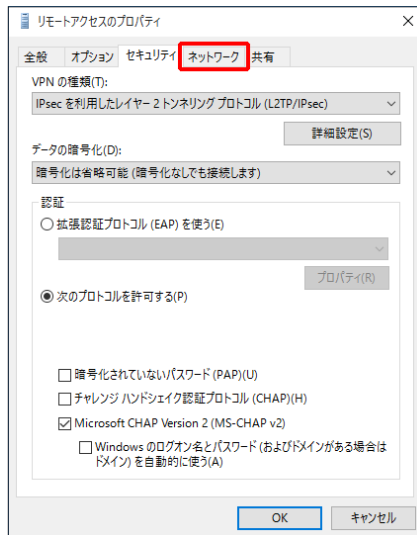 リモートアクセスのプロパティ
全般 オプション セキュリティ ネットワーク 共有
VPN の種類(T):
IPsec を利用したレイヤー 2 トンネリング プロトコル (L2TP/IPsec)
詳細設定(S)
データの暗号化(D):
暗号化は省略可能 (暗号化なしでも接続します)
認証
拡張認証プロトコル (EAP) を使う(E)
プロパティ(R)
次のプロトコルを許可する(P)
暗号化されていないパスワード (PAP)(U)
チャレンジ ハンドシェイク認証プロトコル (CHAP)(H)
Microsoft CHAP Version 2 (MS-CHAP v2)
Windows のログオン名とパスワード (およびドメインがある場合は
ドメイン) を自動的に使う(A)
OK キャンセル